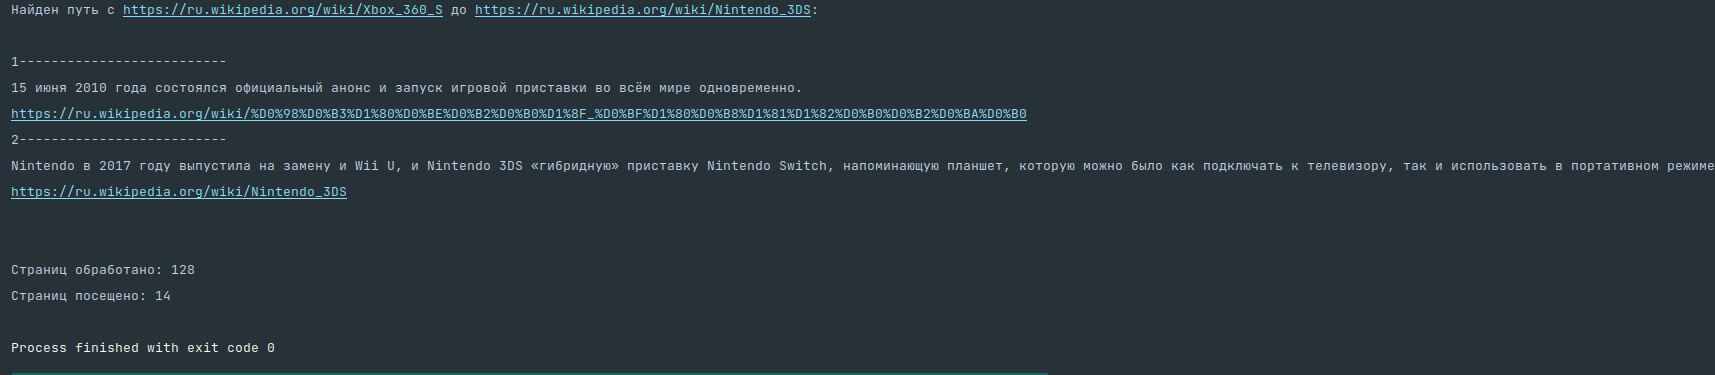 Найден путь с https://ru.wikipedia.org/wiki/Xbox_360_S до https://ru.wikipedia.org/wiki/Nintendo_3DS:
1--------------------------
15 июня 2010 года состоялся официальный анонс и запуск игровой приставки во всём мире одновременно.
https://ru.wikipedia.org/wiki/%D0%98%D0%B3%D1%80%D0%BE%D0%B2%D0%B0%D1%8F_%D0%BF%D1%80%D0%B8%D1%81%D1%82%D0%B0%D0%B2%D0%BA%D0%B0
2--------------------------
Nintendo в 2017 году выпустила на замену и Wii U, и Nintendo 3DS «гибридную» приставку Nintendo Switch, напоминающую планшет, которую можно было как подключать к телевизору, так и использовать в портативном режиме
https://ru.wikipedia.org/wiki/Nintendo_3DS
Страниц обработано: 128
Страниц посещено: 14
Process finished with exit code 0